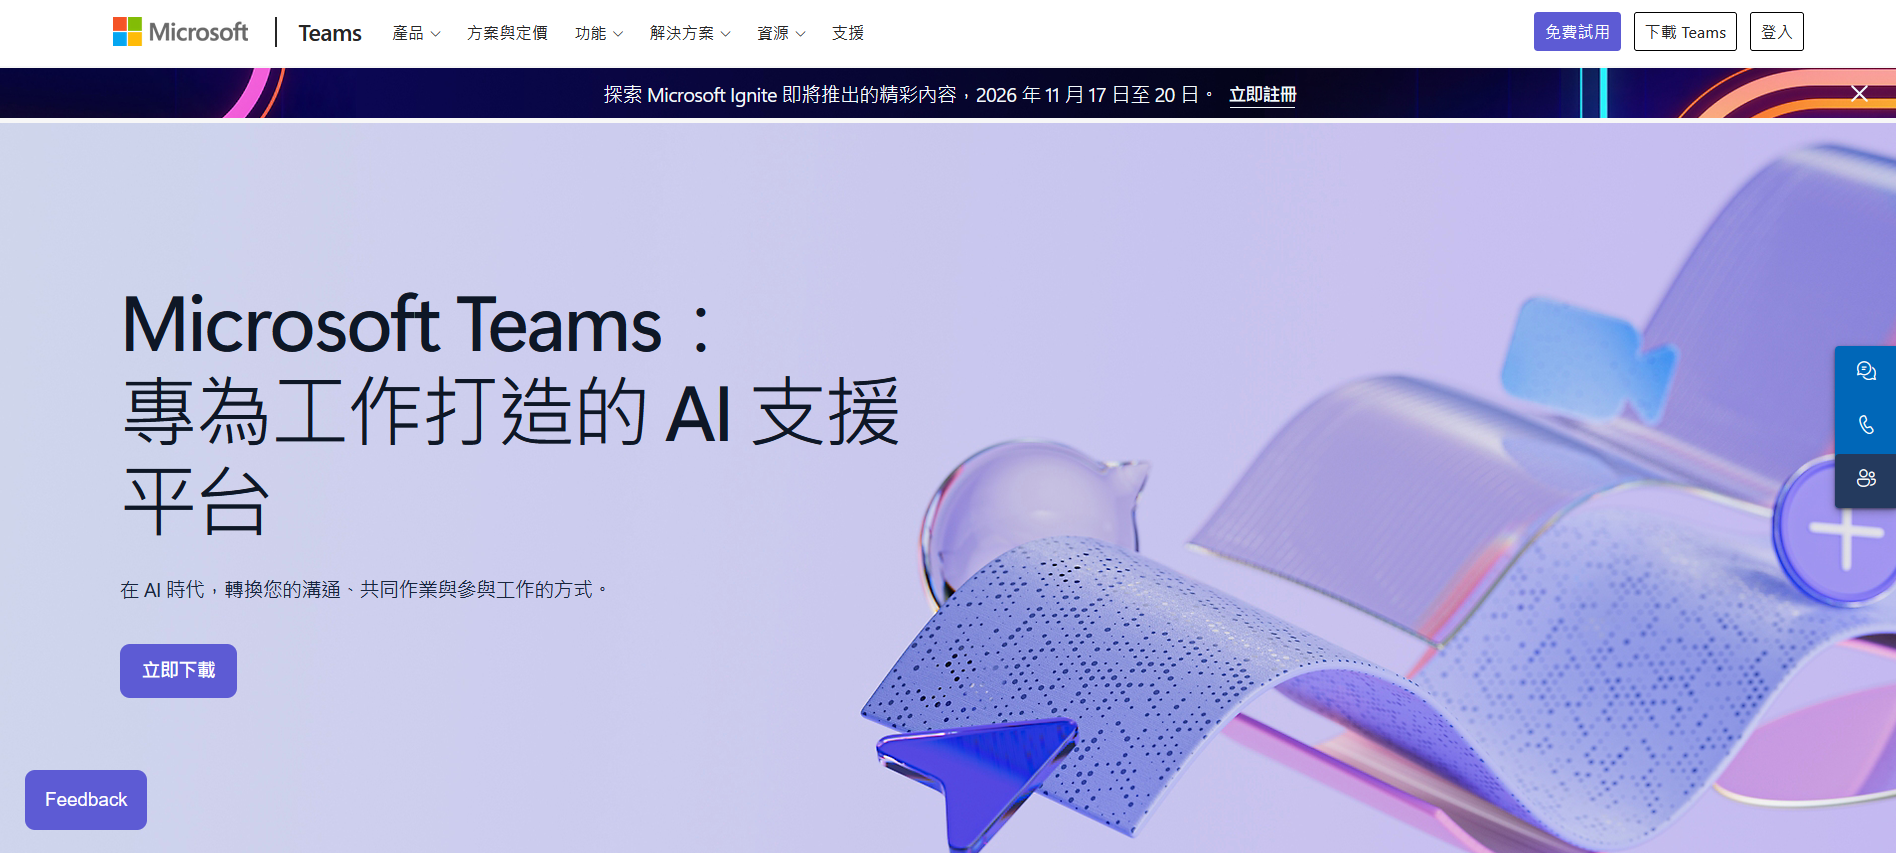 Microsoft Teams 產品 方案與定價 功能 解決方案 資源 支援 免費試用 下載 Teams 登入
探索 Microsoft Ignite 即將推出的精彩內容，2026 年 11 月 17 日至 20 日。 立即註冊
Microsoft Teams：
專為工作打造的 AI 支援
平台
在 AI 時代，轉換您的溝通、共同作業與參與工作的方式。
立即下載
Feedback